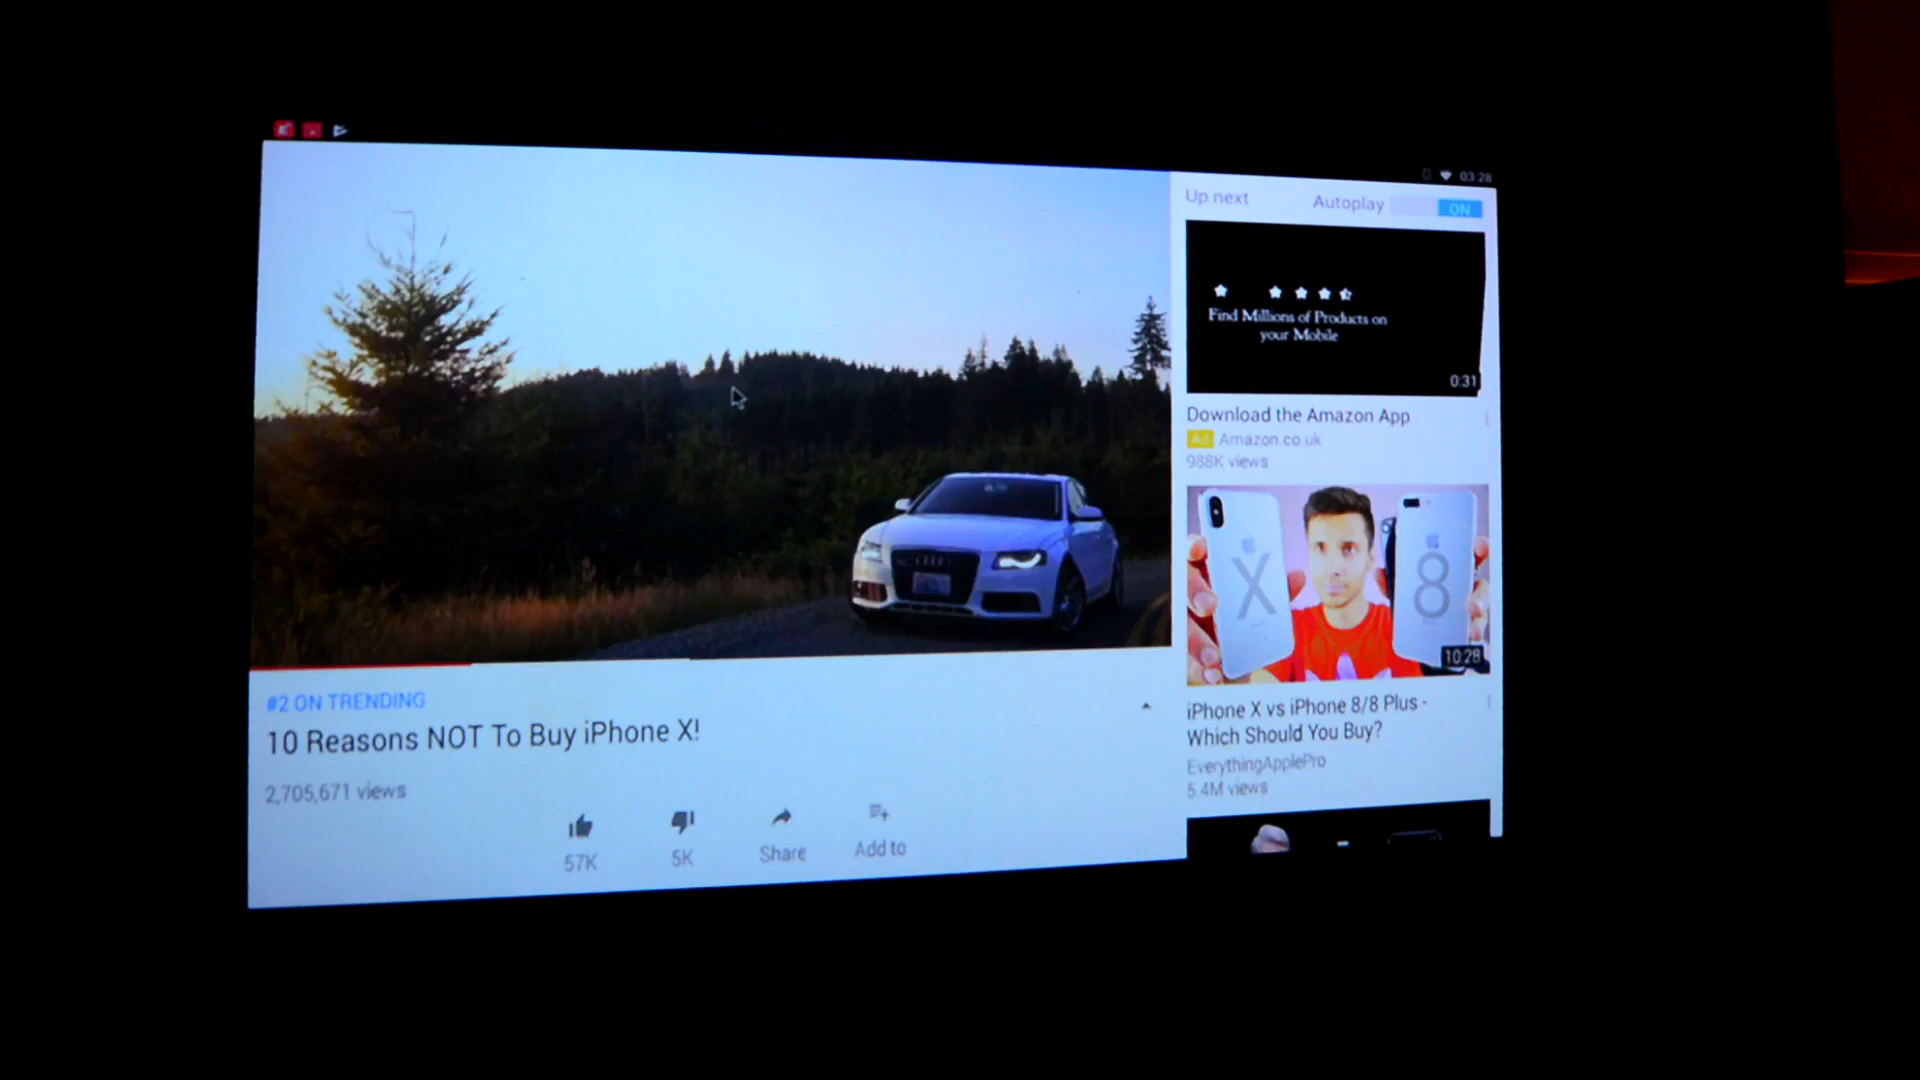 03:28
Up next
Autoplay
ON
Find Millions of Products on
your Mobile
0:31
Download the Amazon App
Ad Amazon.co.uk
988K views
X
8
10:28
iPhone X vs iPhone 8/8 Plus -
Which Should You Buy?
EverythingApplePro
5.4M views
#2 ON TRENDING
10 Reasons NOT To Buy iPhone X!
2,705,671 views
57K
5K
Share
Add to